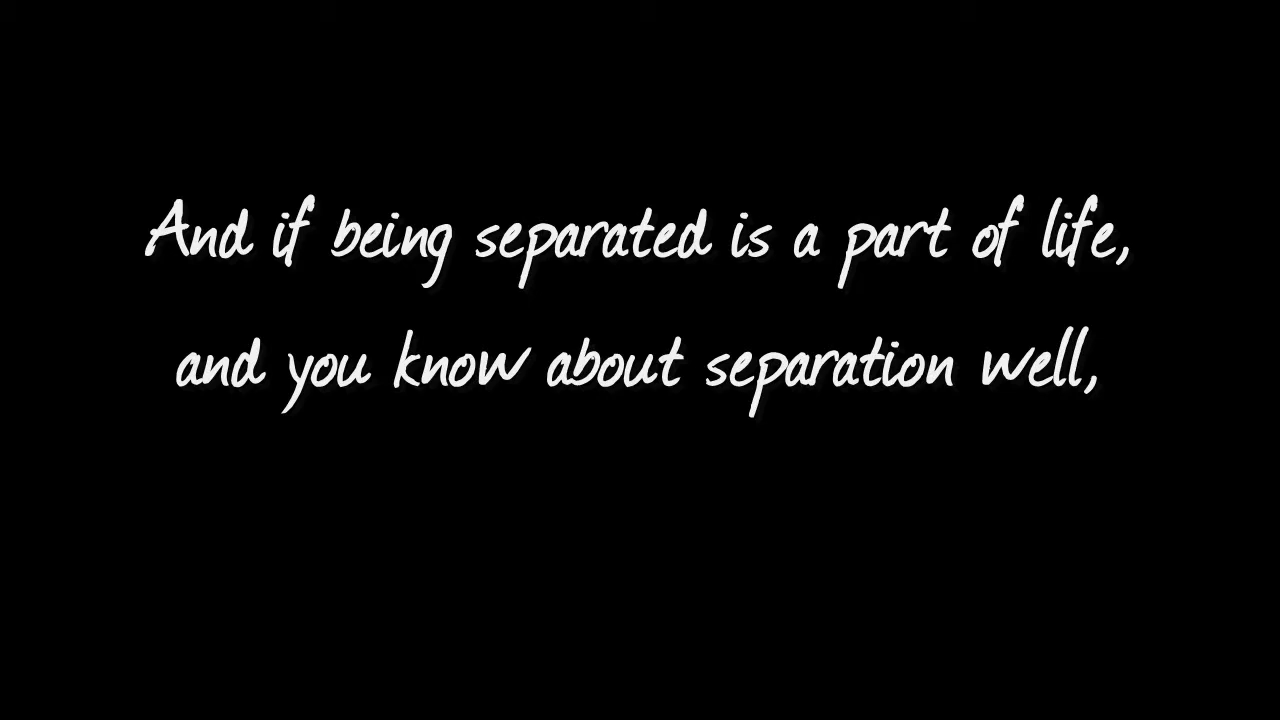 And if being separated is a part of life,
and you know about separation well,